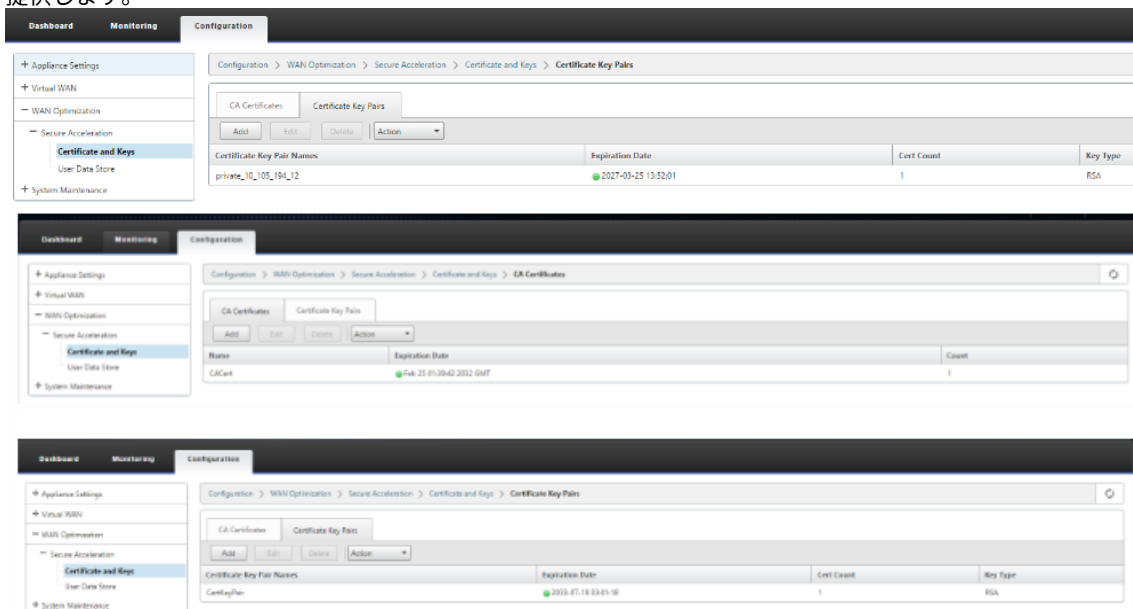 提供します。
Dashboard Monitoring Configuration
+ Appliance Settings
+ Virtual WAN
− WAN Optimization
− Secure Acceleration
Certificate and Keys
User Data Store
+ System Maintenance
Configuration > WAN Optimization > Secure Acceleration > Certificate and Keys > Certificate Key Pairs
CA Certificates Certificate Key Pairs
Add Edit Delete Action
Certificate Key Pair Names Expiration Date Cert Count Key Type
private_10_105_194_12 2027-03-25 13:52:01 1 RSA
Dashboard Monitoring Configuration
+ Appliance Settings
+ Virtual WAN
− WAN Optimization
− Secure Acceleration
Certificate and Keys
User Data Store
+ System Maintenance
Configuration > WAN Optimization > Secure Acceleration > Certificate and Keys > CA Certificates
CA Certificates Certificate Key Pairs
Add Edit Delete Action
Name Expiration Date Count
CACert Feb 25 01:39:42 2032 GMT 1
Dashboard Monitoring Configuration
+ Appliance Settings
+ Virtual WAN
− WAN Optimization
− Secure Acceleration
Certificate and Keys
User Data Store
+ System Maintenance
Configuration > WAN Optimization > Secure Acceleration > Certificate and Keys > Certificate Key Pairs
CA Certificates Certificate Key Pairs
Add Edit Delete Action
Certificate Key Pair Names Expiration Date Cert Count Key Type
CertKeyPair 1 RSA